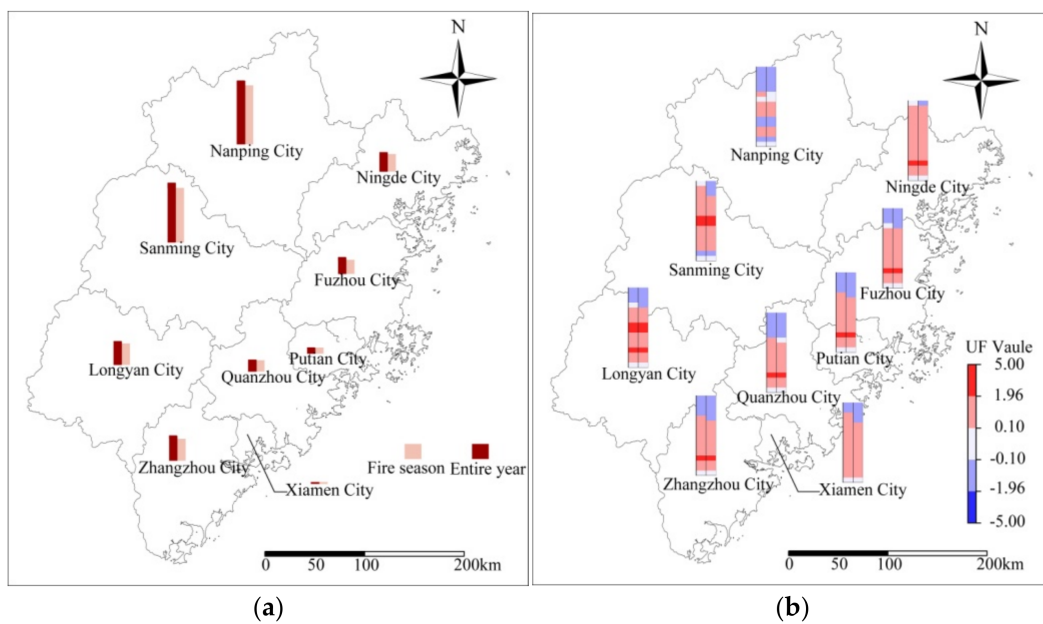 N
Nanping City
Ningde City
Sanming City
Fuzhou City
Longyan City
Putian City
Quanzhou City
Zhangzhou City
Fire season
Entire year
Xiamen City
0
50
100
200km
(a)
N
Nanping City
Ningde City
Sanming City
Fuzhou City
Longyan City
Putian City
Quanzhou City
Zhangzhou City
Xiamen City
UF Vaule
5.00
1.96
0.10
-0.10
-1.96
-5.00
0
50
100
200km
(b)